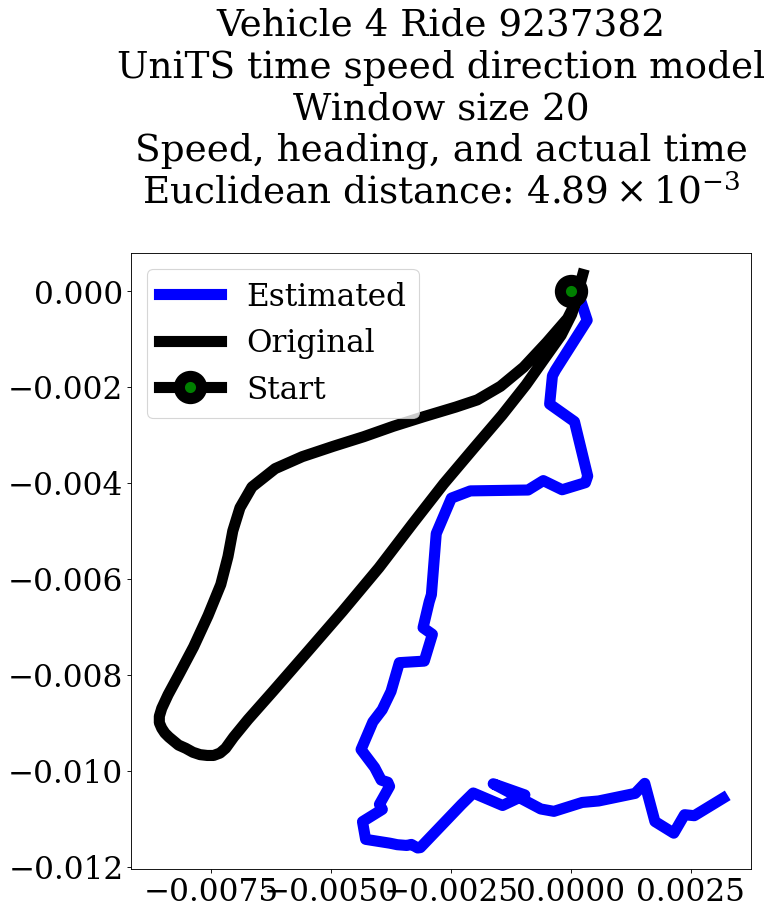 Vehicle 4 Ride 9237382
UniTS time speed direction model
Window size 20
Speed, heading, and actual time
Euclidean distance: 4.89 × 10⁻³
Estimated
Original
Start
0.000
−0.002
−0.004
−0.006
−0.008
−0.010
−0.012
−0.0075 −0.0050 −0.0025 0.0000 0.0025